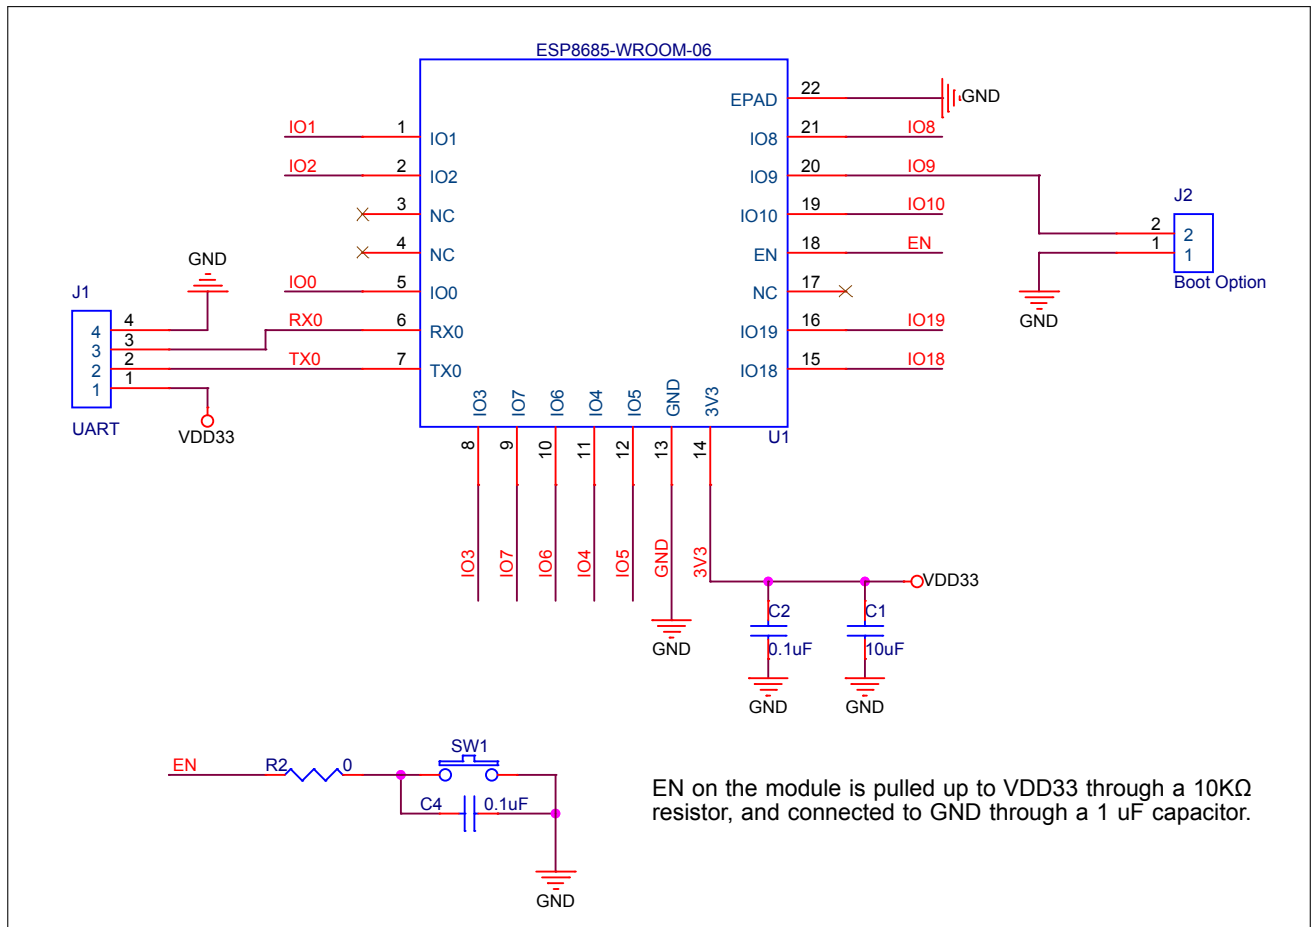 ESP8685-WROOM-06
EPAD 22 GND
IO1 1 IO1
IO8 21 IO8
IO2 2 IO2
IO9 20 IO9
3 NC
IO10 19 IO10
J2
4 NC
EN 18 EN
2 2
1 1
Boot Option
GND
GND
IO0 5 IO0
NC 17
J1
4 4
3 3
2 2
1 1
UART
VDD33
RX0 6 RX0
IO19 16 IO19
TX0 7 TX0
IO18 15 IO18
IO3 IO7 IO6 IO4 IO5 GND 3V3
U1
8 9 10 11 12 13 14
IO3 IO7 IO6 IO4 IO5 GND 3V3
VDD33
C2
0.1uF
C1
10uF
GND
GND
GND
SW1
EN R2 0
C4 0.1uF
GND
EN on the module is pulled up to VDD33 through a 10KΩ
resistor, and connected to GND through a 1 uF capacitor.